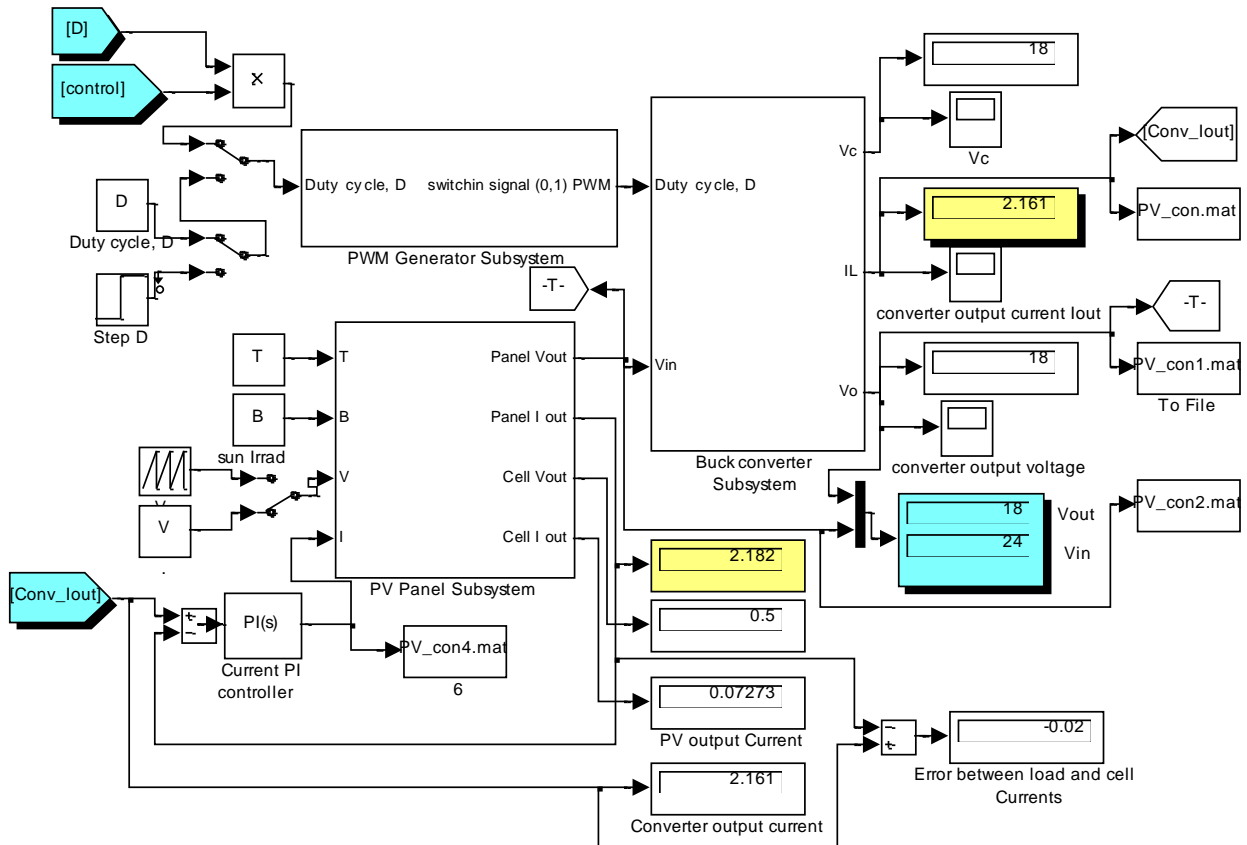 [D]
[control]
X
18
Vc
[Conv_Iout]
PV_con.mat
Vc
Duty cycle, D
switchin signal (0,1) PWM
PWM Generator Subsystem
Duty cycle, D
D
Duty cycle, D
2.161
IL
converter output current Iout
Step D
-T-
-T-
T
T
Panel Vout
Vin
18
PV_con1.mat
To File
Vo
B
B
Panel I out
sun Irrad
converter output voltage
Buck converter
Subsystem
V
Cell Vout
V
18
Vout
24
Vin
PV_con2.mat
I
Cell I out
.
PV Panel Subsystem
2.182
[Conv_Iout]
+
−
PI(s)
Current PI
controller
PV_con4.mat
6
0.5
0.07273
PV output Current
−
+
-0.02
Error between load and cell
Currents
2.161
Converter output current